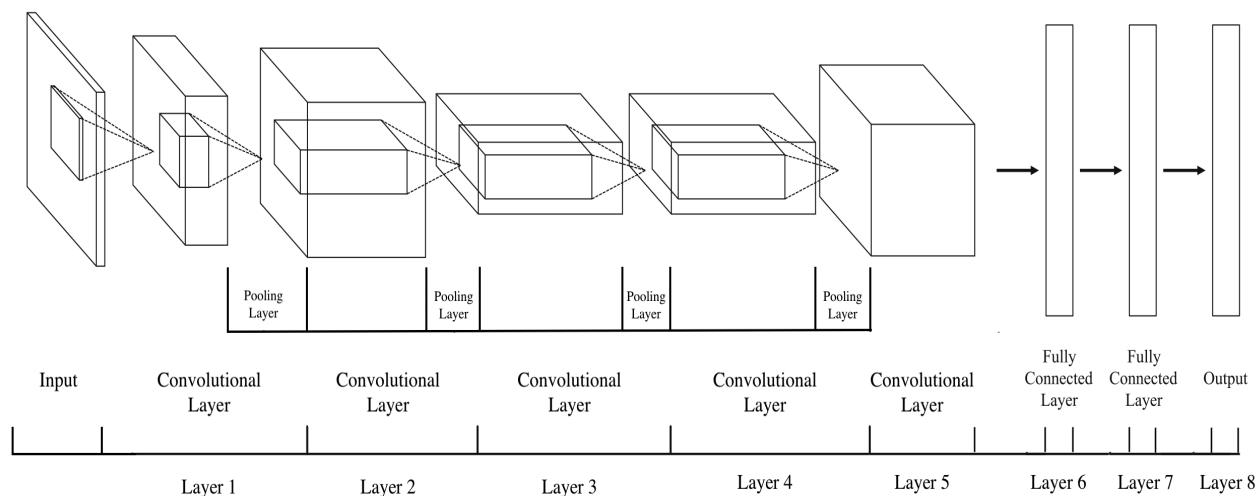 Pooling
Layer
Pooling
Layer
Pooling
Layer
Pooling
Layer
Input
Convolutional
Layer
Convolutional
Layer
Convolutional
Layer
Convolutional
Layer
Convolutional
Layer
Fully
Connected
Layer
Fully
Connected
Layer
Output
Layer 1
Layer 2
Layer 3
Layer 4
Layer 5
Layer 6
Layer 7
Layer 8